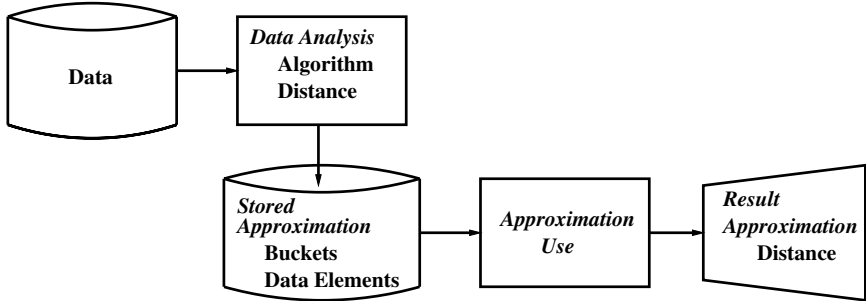 Data
Data Analysis
Algorithm
Distance
Stored
Approximation
Buckets
Data Elements
Approximation
Use
Result
Approximation
Distance